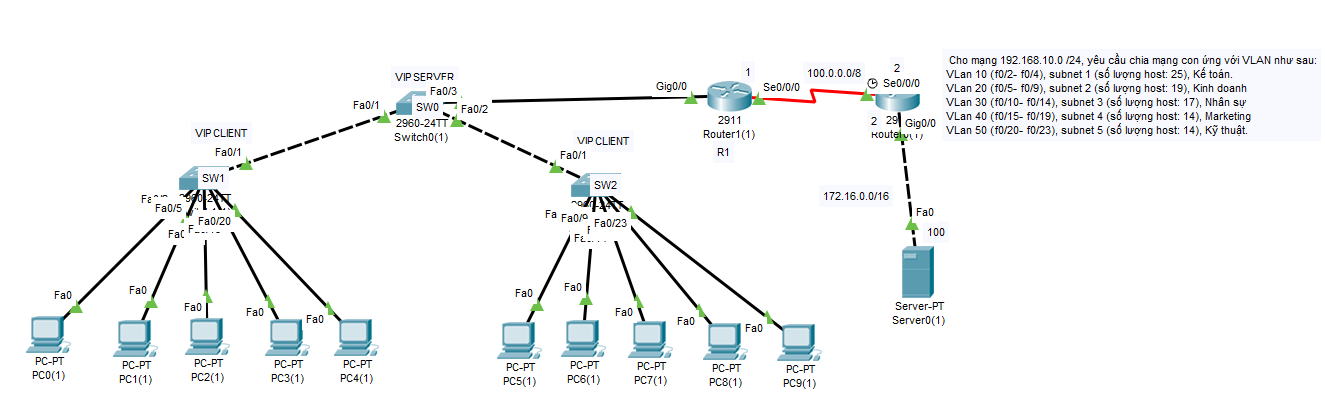 Cho mạng 192.168.10.0 /24, yêu cầu chia mạng con ứng với VLAN như sau:
VLan 10 (f0/2- f0/4), subnet 1 (số lượng host: 25), Kế toán.
VLan 20 (f0/5- f0/9), subnet 2 (số lượng host: 19), Kinh doanh
VLan 30 (f0/10- f0/14), subnet 3 (số lượng host: 17), Nhân sự
VLan 40 (f0/15- f0/19), subnet 4 (số lượng host: 14), Marketing
VLan 50 (f0/20- f0/23), subnet 5 (số lượng host: 14), Kỹ thuật.
VIP SERVER
Fa0/3
Fa0/1
SW0
Fa0/2
2960-24TT
Switch0(1)
Gig0/0
1
Se0/0/0
2911
Router1(1)
R1
100.0.0.0/8
2
Se0/0/0
2
Gig0/0
172.16.0.0/16
Fa0
100
Server-PT
Server0(1)
VIP CLIENT
Fa0/1
SW1
Fa0/5
Fa0/20
VIP CLIENT
Fa0/1
SW2
Fa0/9
Fa0/23
Fa0
Fa0
Fa0
Fa0
Fa0
PC-PT
PC0(1)
PC-PT
PC1(1)
PC-PT
PC2(1)
PC-PT
PC3(1)
PC-PT
PC4(1)
Fa0
Fa0
Fa0
Fa0
Fa0
PC-PT
PC5(1)
PC-PT
PC6(1)
PC-PT
PC7(1)
PC-PT
PC8(1)
PC-PT
PC9(1)